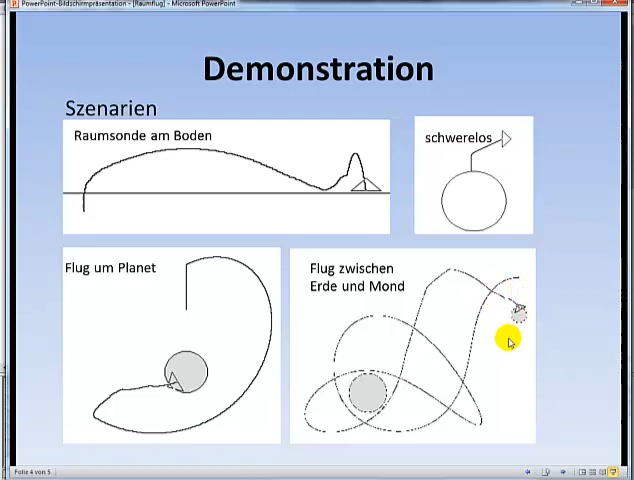 PowerPoint-Bildschirmpräsentation - [Raumflug] - Microsoft PowerPoint
Demonstration
Szenarien
Raumsonde am Boden
schwerelos
Flug um Planet
Flug zwischen
Erde und Mond
Folie 4 von 5